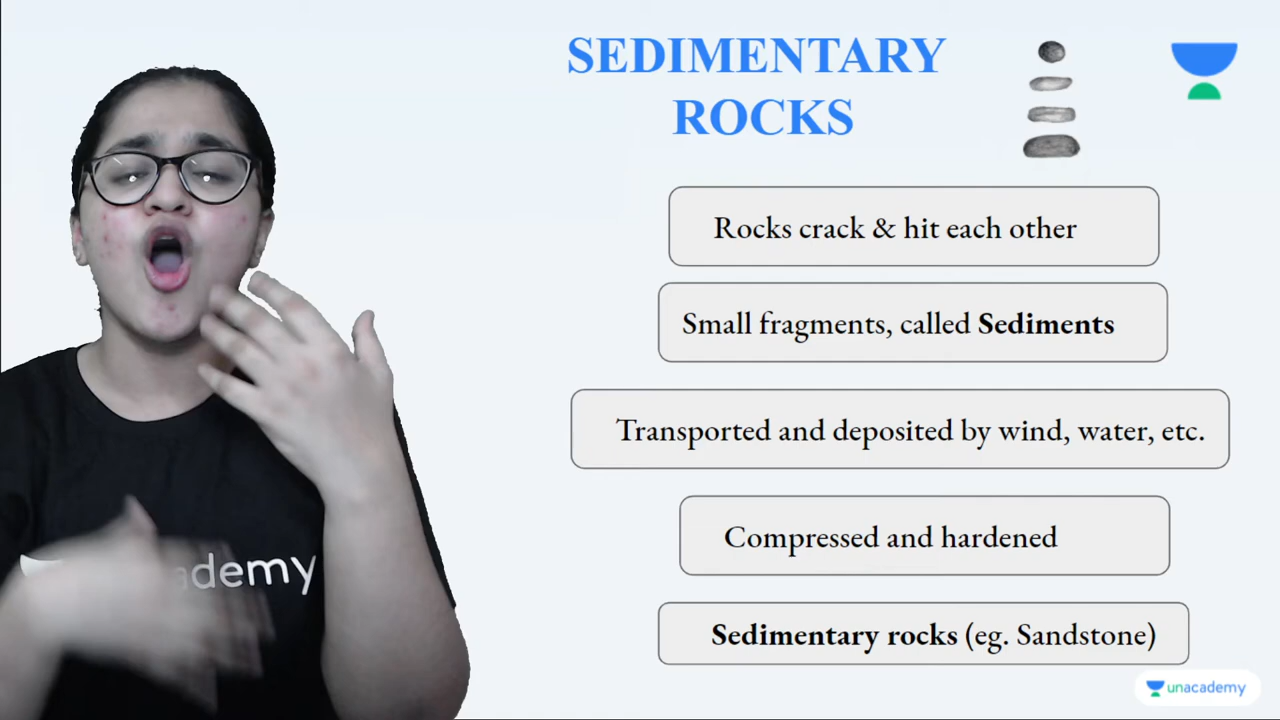 SEDIMENTARY
ROCKS
Rocks crack & hit each other
Small fragments, called Sediments
Transported and deposited by wind, water, etc.
Compressed and hardened
ademy
Sedimentary rocks (eg. Sandstone)
unacademy